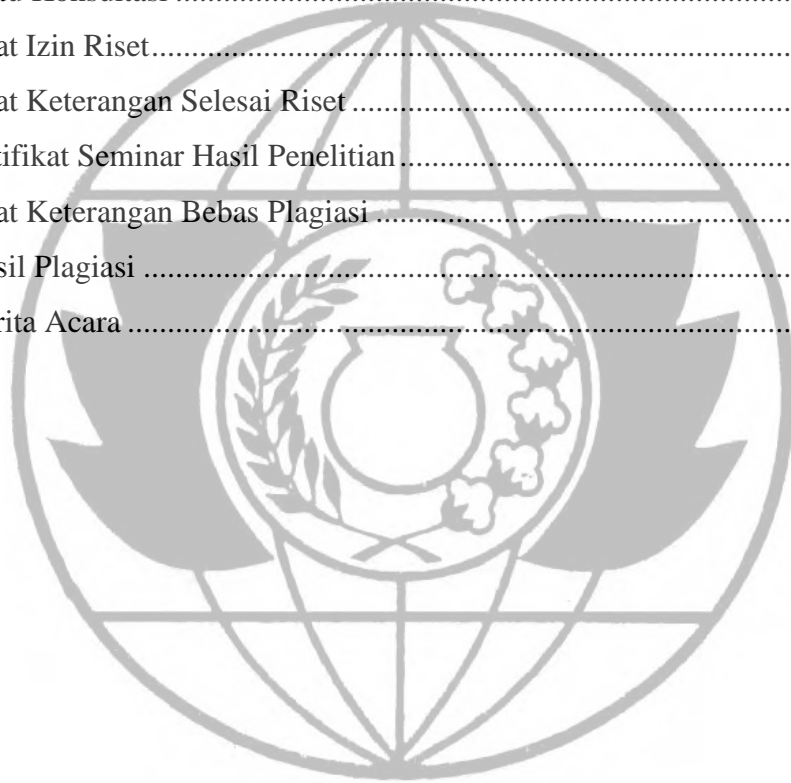 tu Konsultasi ....................................................................................
at Izin Riset.......................................................................................
at Keterangan Selesai Riset ...........................................................
tifikat Seminar Hasil Penelitian.....................................................
at Keterangan Bebas Plagiasi ........................................................
sil Plagiasi ........................................................................................
rita Acara ..........................................................................................